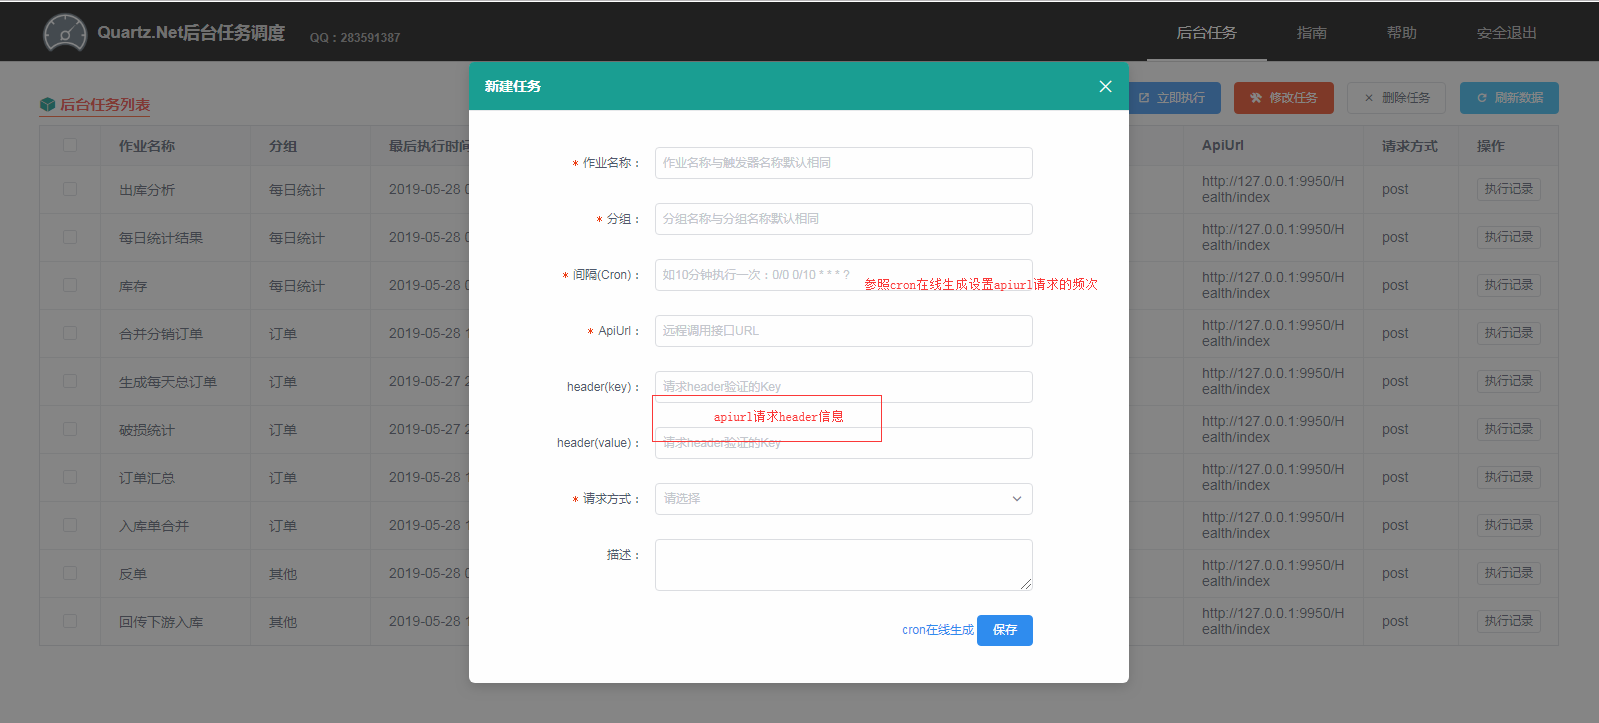 Quartz.Net后台任务调度 QQ：283591387 后台任务 指南 帮助 安全退出
后台任务列表 立即执行 修改任务 删除任务 刷新数据
新建任务
作业名称 分组 最后执行时间 ApiUrl 请求方式 操作
出库分析 每日统计 2019-05-28 http://127.0.0.1:9950/H
ealth/index post 执行记录
每日统计结果 每日统计 2019-05-28 http://127.0.0.1:9950/H
ealth/index post 执行记录
库存 每日统计 2019-05-28 http://127.0.0.1:9950/H
ealth/index post 执行记录
合并分销订单 订单 2019-05-28 http://127.0.0.1:9950/H
ealth/index post 执行记录
生成每天总订单 订单 2019-05-27 http://127.0.0.1:9950/H
ealth/index post 执行记录
破损统计 订单 2019-05-27 http://127.0.0.1:9950/H
ealth/index post 执行记录
订单汇总 订单 2019-05-28 http://127.0.0.1:9950/H
ealth/index post 执行记录
入库单合并 订单 2019-05-28 http://127.0.0.1:9950/H
ealth/index post 执行记录
反单 其他 2019-05-28 http://127.0.0.1:9950/H
ealth/index post 执行记录
回传下游入库 其他 2019-05-28 http://127.0.0.1:9950/H
ealth/index post 执行记录
* 作业名称： 作业名称与触发器名称默认相同
* 分组： 分组名称与分组名称默认相同
* 间隔(Cron)： 如10分钟执行一次：0/0 0/10 * * * ?
参照cron在线生成设置apiurl请求的频次
* ApiUrl： 远程调用接口URL
header(key)： 请求header验证的Key
apiurl请求header信息
header(value)： 请求header验证的Key
* 请求方式： 请选择
描述：
cron在线生成 保存